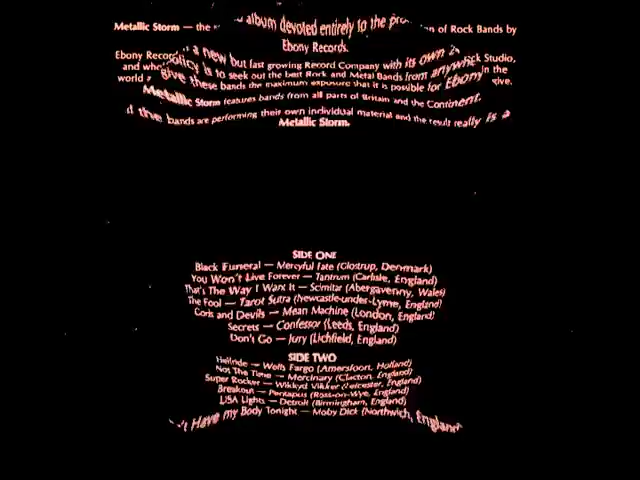 Metallic Storm — the album devoted entirely to the of Rock Bands by
Ebony Records.
Ebony a new but fast growing Record Company with its own Studio,
and policy is to seek out the best Rock and Metal Bands from in the
world give these bands the maximum exposure that it is possible for Ebony
Metallic Storm features bands from all parts of Britain and the Continent.
the bands are performing their own individual material and the result really is a
Metallic Storm.
SIDE ONE
Black Funeral — Mercyful Fate (Glostrup, Denmark)
You Won't Live Forever — Tantrum (Carlisle, England)
That's The Way I Want It — Scimitar (Abergavenny, Wales)
The Fool — Tarot Sutra (Newcastle-under-Lyme, England)
and Devils — Mean Machine (London, England)
Secrets — Confessor (Leeds, England)
Don't Go — Jury (Lichfield, England)
SIDE TWO
Hellride — Wells Fargo (Amersfoort, Holland)
Not The Time — Mercinary (Clacton, England)
Super Rocker — Wikkyd Vikker (Leicester, England)
Breakout — Pentagus (Ross-on-Wye, England)
USA Lights — Detroit (Birmingham, England)
Have my Body Tonight — Moby Dick (Northwich, England